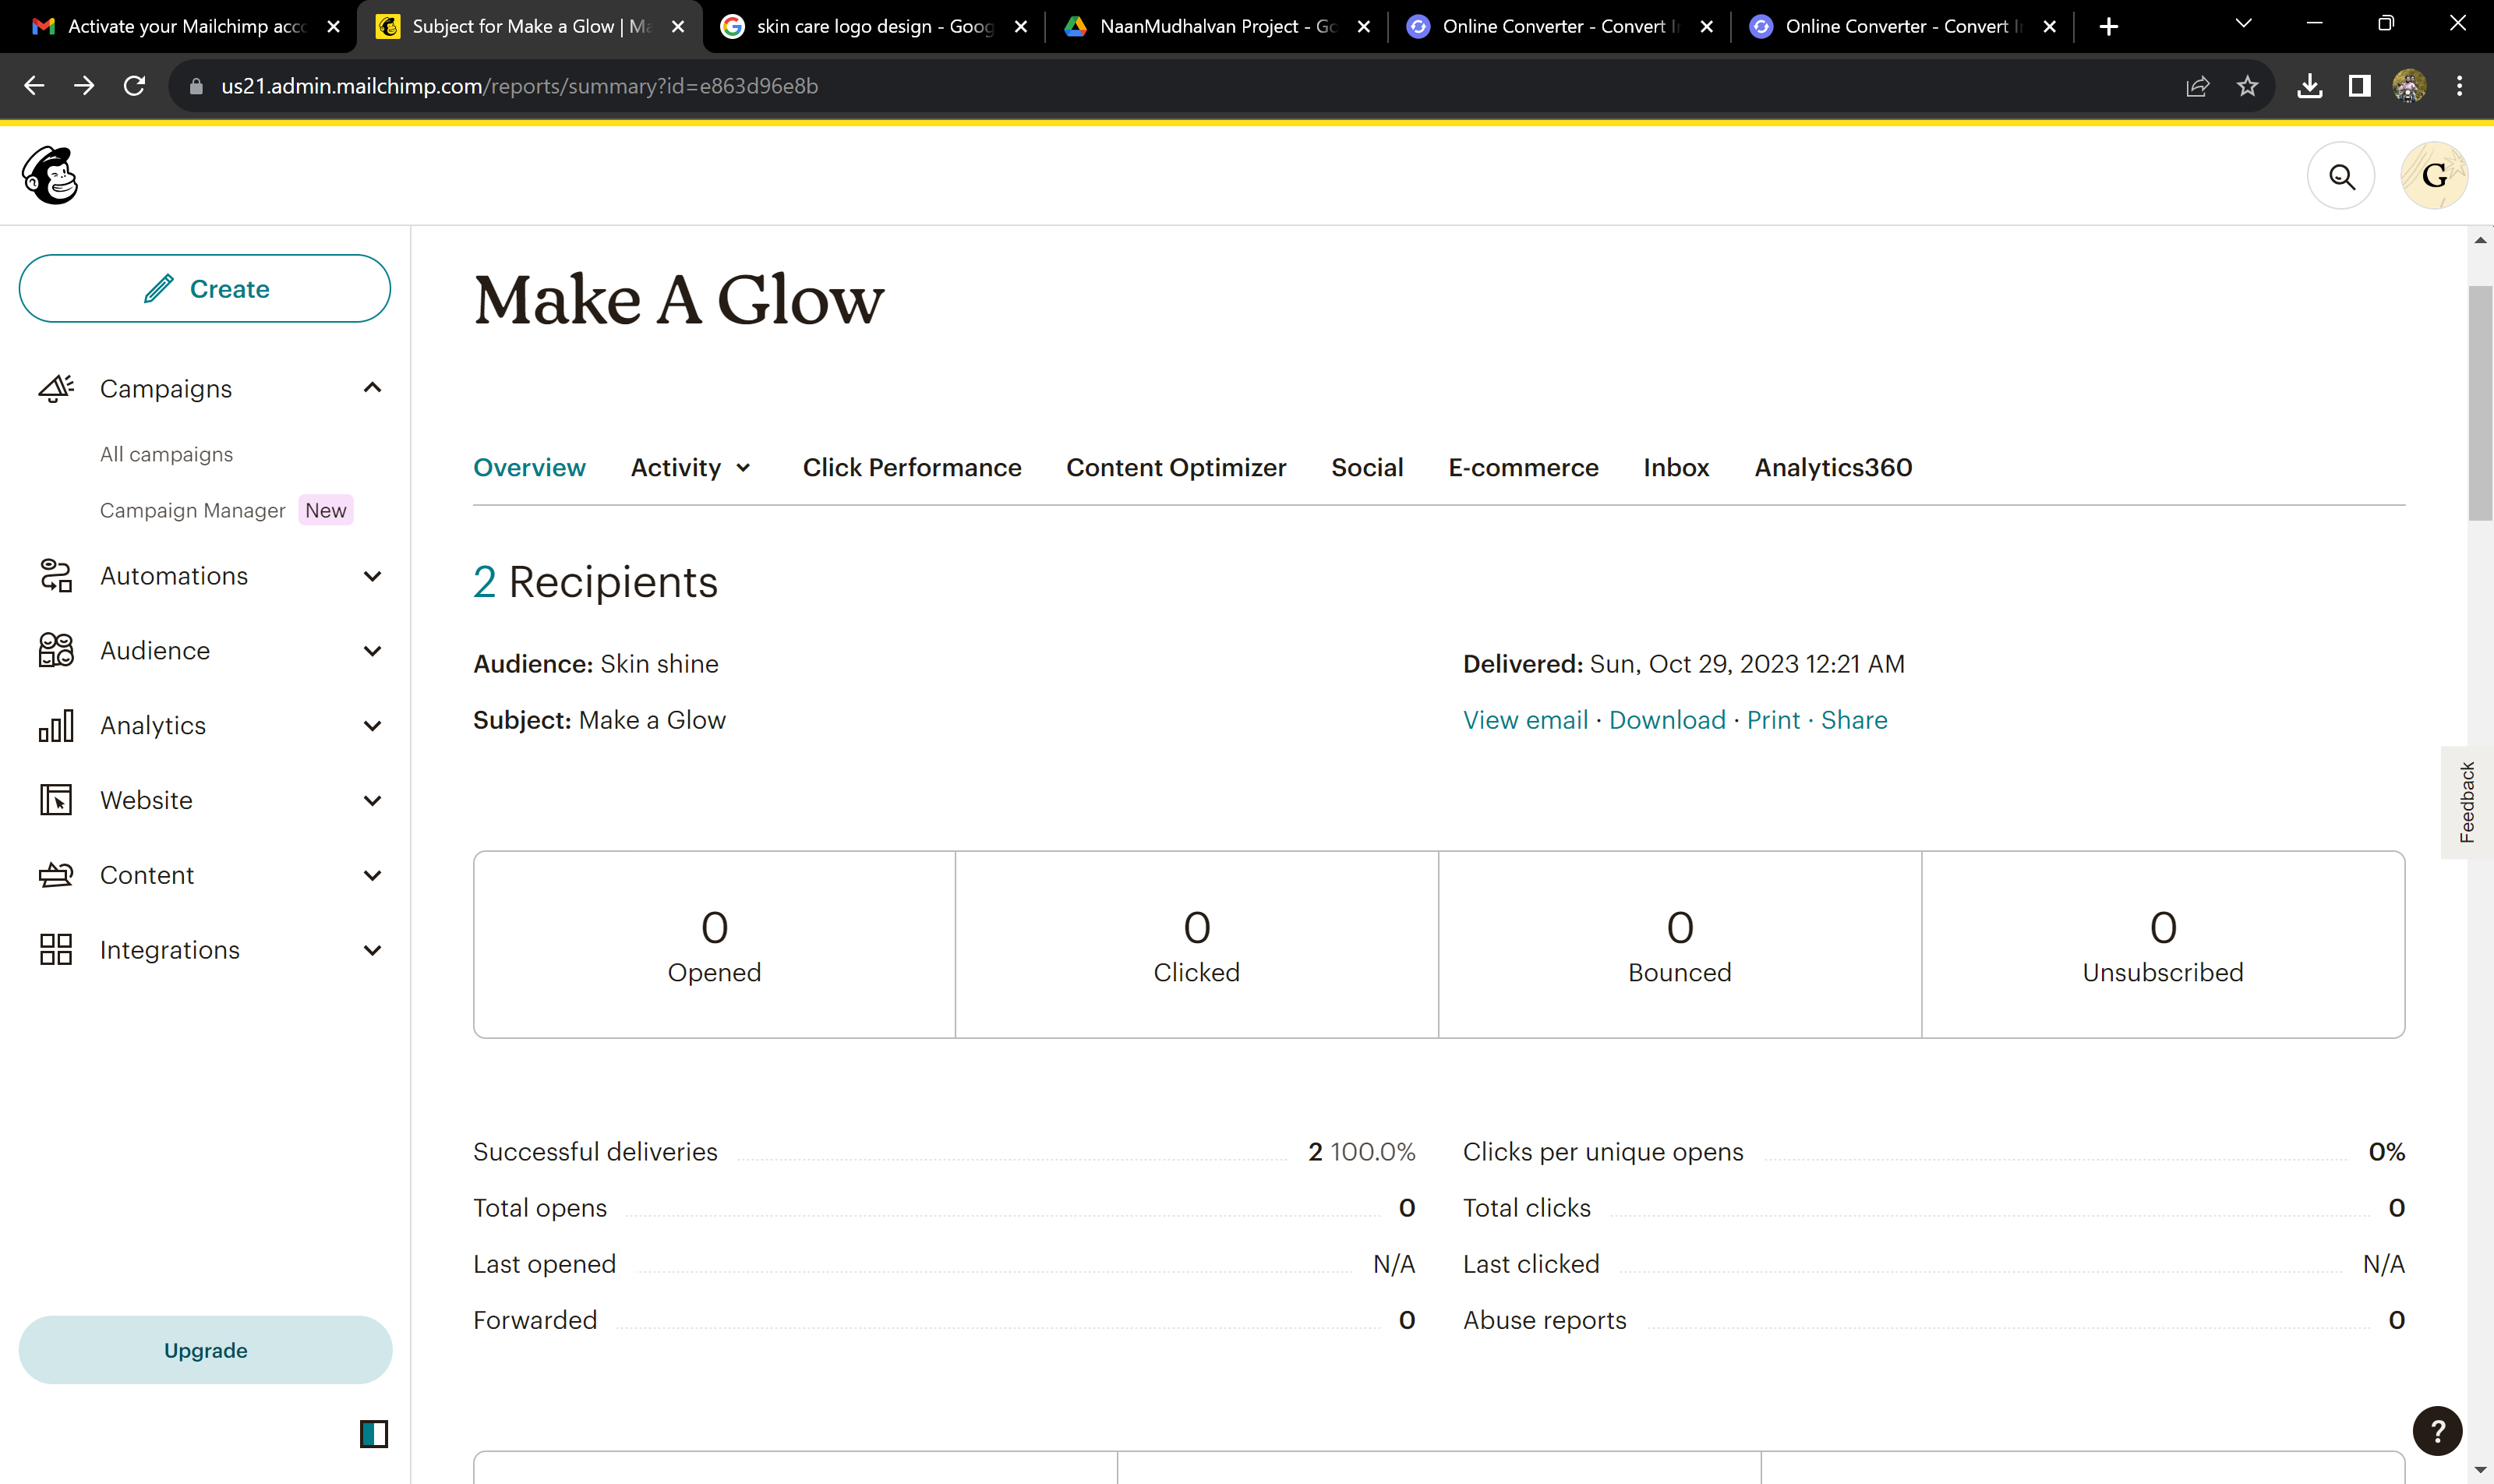 Activate your Mailchimp acco
Subject for Make a Glow | Ma
skin care logo design - Goog
NaanMudhalvan Project - Go
Online Converter - Convert I
Online Converter - Convert I
us21.admin.mailchimp.com/reports/summary?id=e863d96e8b
G
Create
Campaigns
All campaigns
Campaign Manager New
Automations
Audience
Analytics
Website
Content
Integrations
Upgrade
Make A Glow
Overview Activity Click Performance Content Optimizer Social E-commerce Inbox Analytics360
2 Recipients
Audience: Skin shine
Delivered: Sun, Oct 29, 2023 12:21 AM
Subject: Make a Glow
View email · Download · Print · Share
Feedback
0
Opened
0
Clicked
0
Bounced
0
Unsubscribed
Successful deliveries 2 100.0%
Clicks per unique opens 0%
Total opens 0
Total clicks 0
Last opened N/A
Last clicked N/A
Forwarded 0
Abuse reports 0
?